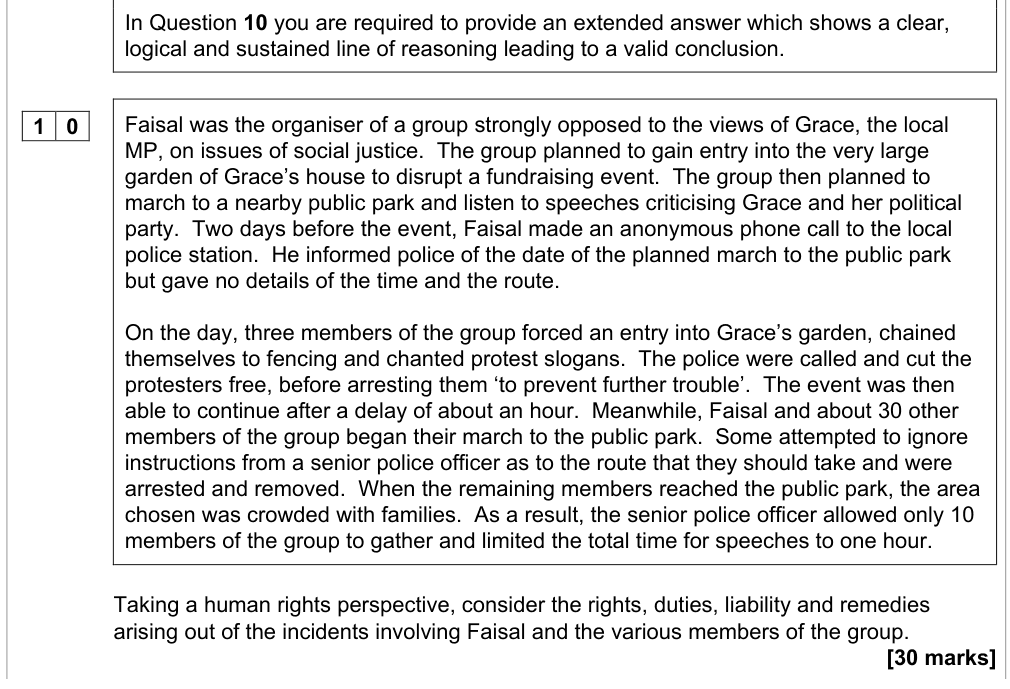 In Question 10 you are required to provide an extended answer which shows a clear,
logical and sustained line of reasoning leading to a valid conclusion.
1 0
Faisal was the organiser of a group strongly opposed to the views of Grace, the local
MP, on issues of social justice.  The group planned to gain entry into the very large
garden of Grace’s house to disrupt a fundraising event.  The group then planned to
march to a nearby public park and listen to speeches criticising Grace and her political
party.  Two days before the event, Faisal made an anonymous phone call to the local
police station.  He informed police of the date of the planned march to the public park
but gave no details of the time and the route.
On the day, three members of the group forced an entry into Grace’s garden, chained
themselves to fencing and chanted protest slogans.  The police were called and cut the
protesters free, before arresting them ‘to prevent further trouble’.  The event was then
able to continue after a delay of about an hour.  Meanwhile, Faisal and about 30 other
members of the group began their march to the public park.  Some attempted to ignore
instructions from a senior police officer as to the route that they should take and were
arrested and removed.  When the remaining members reached the public park, the area
chosen was crowded with families.  As a result, the senior police officer allowed only 10
members of the group to gather and limited the total time for speeches to one hour.
Taking a human rights perspective, consider the rights, duties, liability and remedies
arising out of the incidents involving Faisal and the various members of the group.
[30 marks]